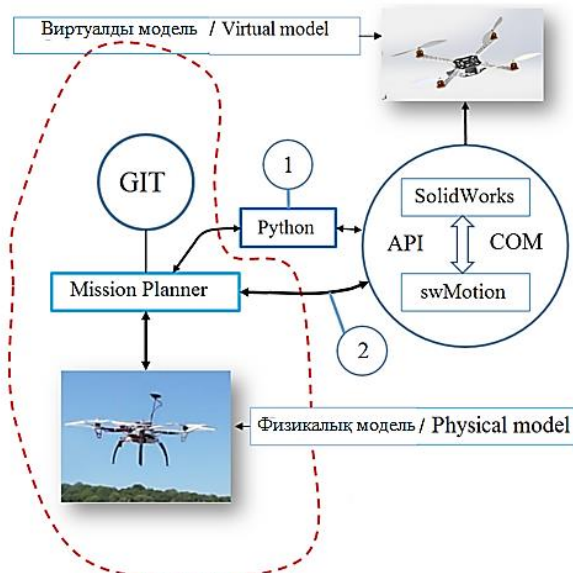 Виртуалды модель / Virtual model
GIT
1
Python
SolidWorks
API
COM
swMotion
Mission Planner
2
Физикалық модель / Physical model